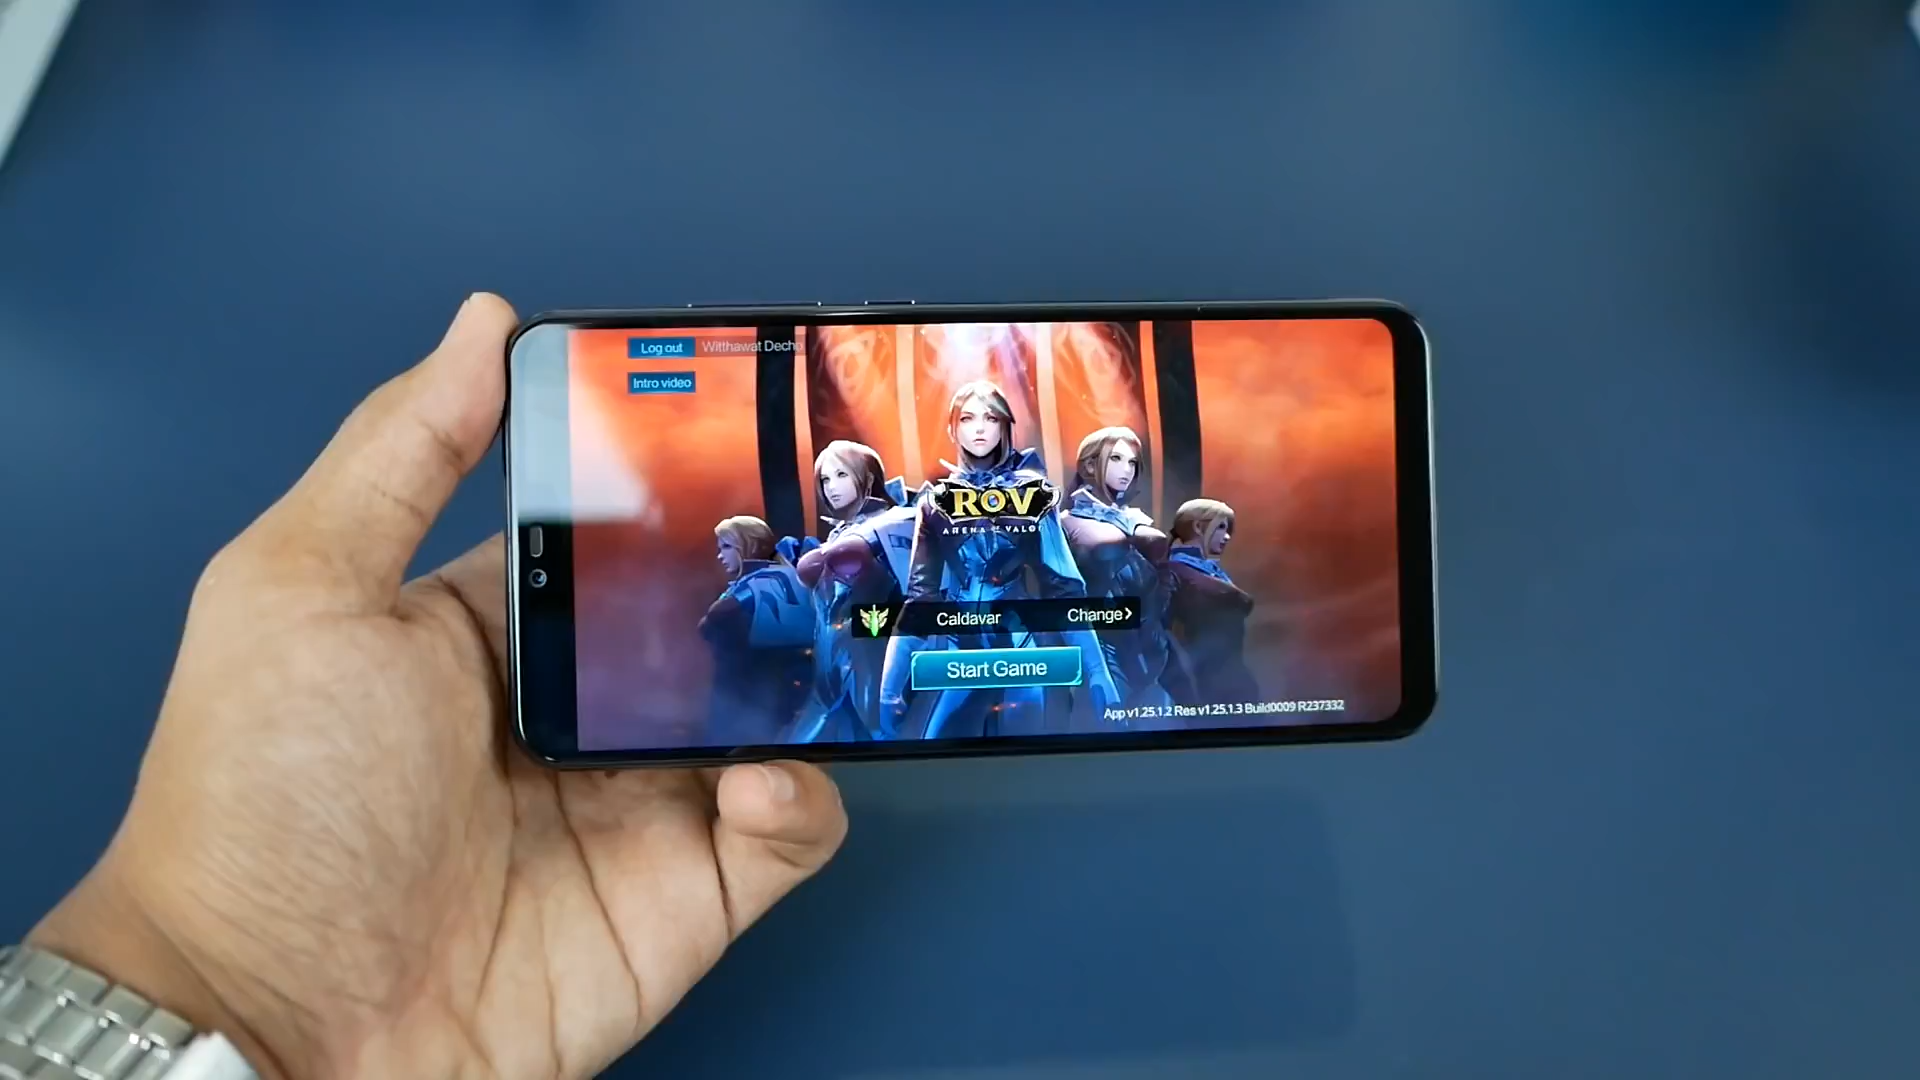 Log out Witthawat Decho
Intro video
ROV
ARENA OF VALOR
Caldavar Change>
Start Game
App v1.25.1.2 Res v1.25.1.3 Build0009 R237332